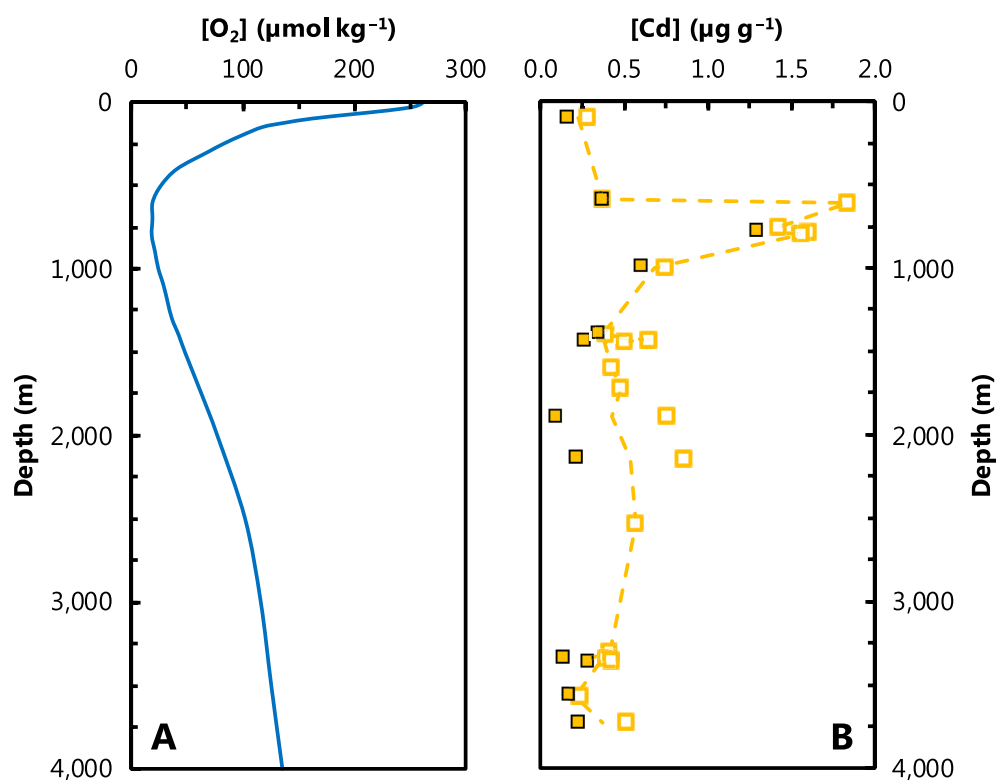 [O₂] (µmol kg⁻¹)
0 100 200 300
0
1,000
2,000
3,000
4,000
Depth (m)
A
[Cd] (µg g⁻¹)
0.0 0.5 1.0 1.5 2.0
0
1,000
2,000
3,000
4,000
Depth (m)
B